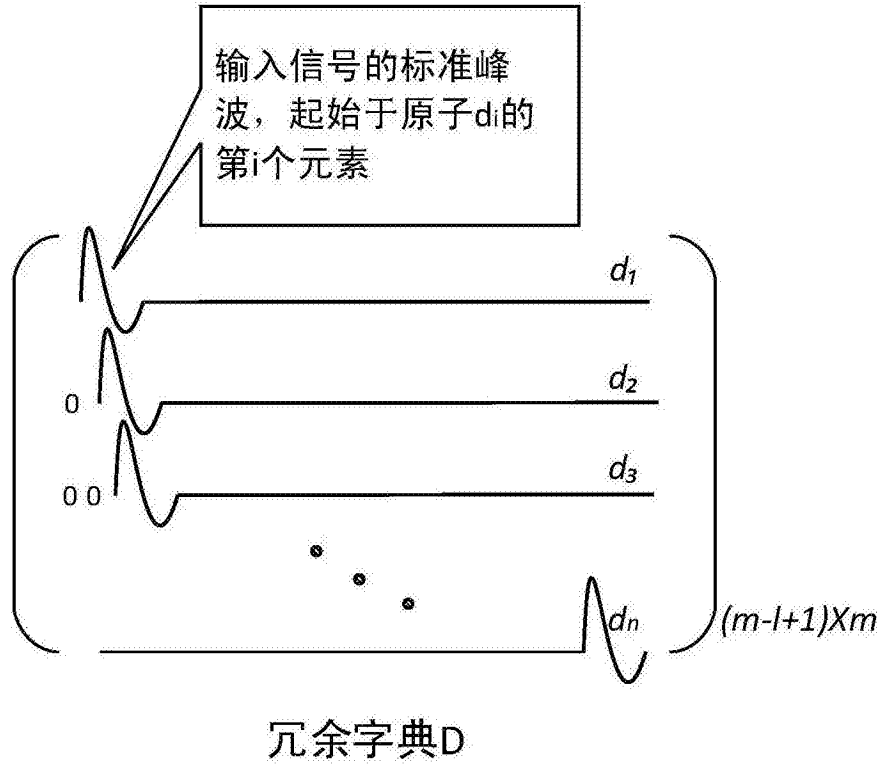 输入信号的标准峰
波，起始于原子di的
第i个元素
d1
0 d2
0 0 d3
dn (m-l+1)Xm
冗余字典D